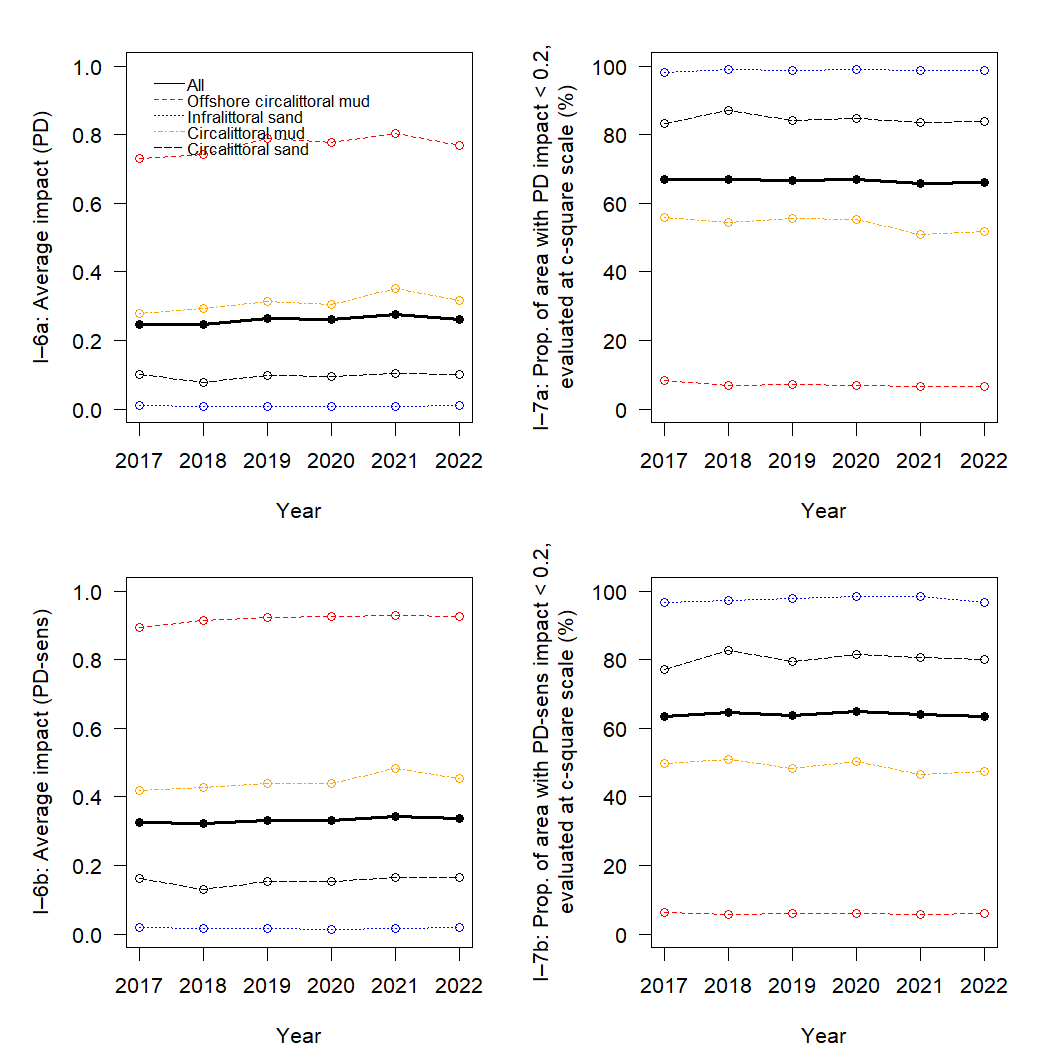 I−6a: Average impact (PD)
1.0
0.8
0.6
0.4
0.2
0.0
All
Offshore circalittoral mud
Infralittoral sand
Circalittoral mud
Circalittoral sand
2017 2018 2019 2020 2021 2022
Year
I−7a: Prop. of area with PD impact < 0.2,
evaluated at c-square scale (%)
100
80
60
40
20
0
2017 2018 2019 2020 2021 2022
Year
I−6b: Average impact (PD-sens)
1.0
0.8
0.6
0.4
0.2
0.0
2017 2018 2019 2020 2021 2022
Year
I−7b: Prop. of area with PD-sens impact < 0.2,
evaluated at c-square scale (%)
100
80
60
40
20
0
2017 2018 2019 2020 2021 2022
Year